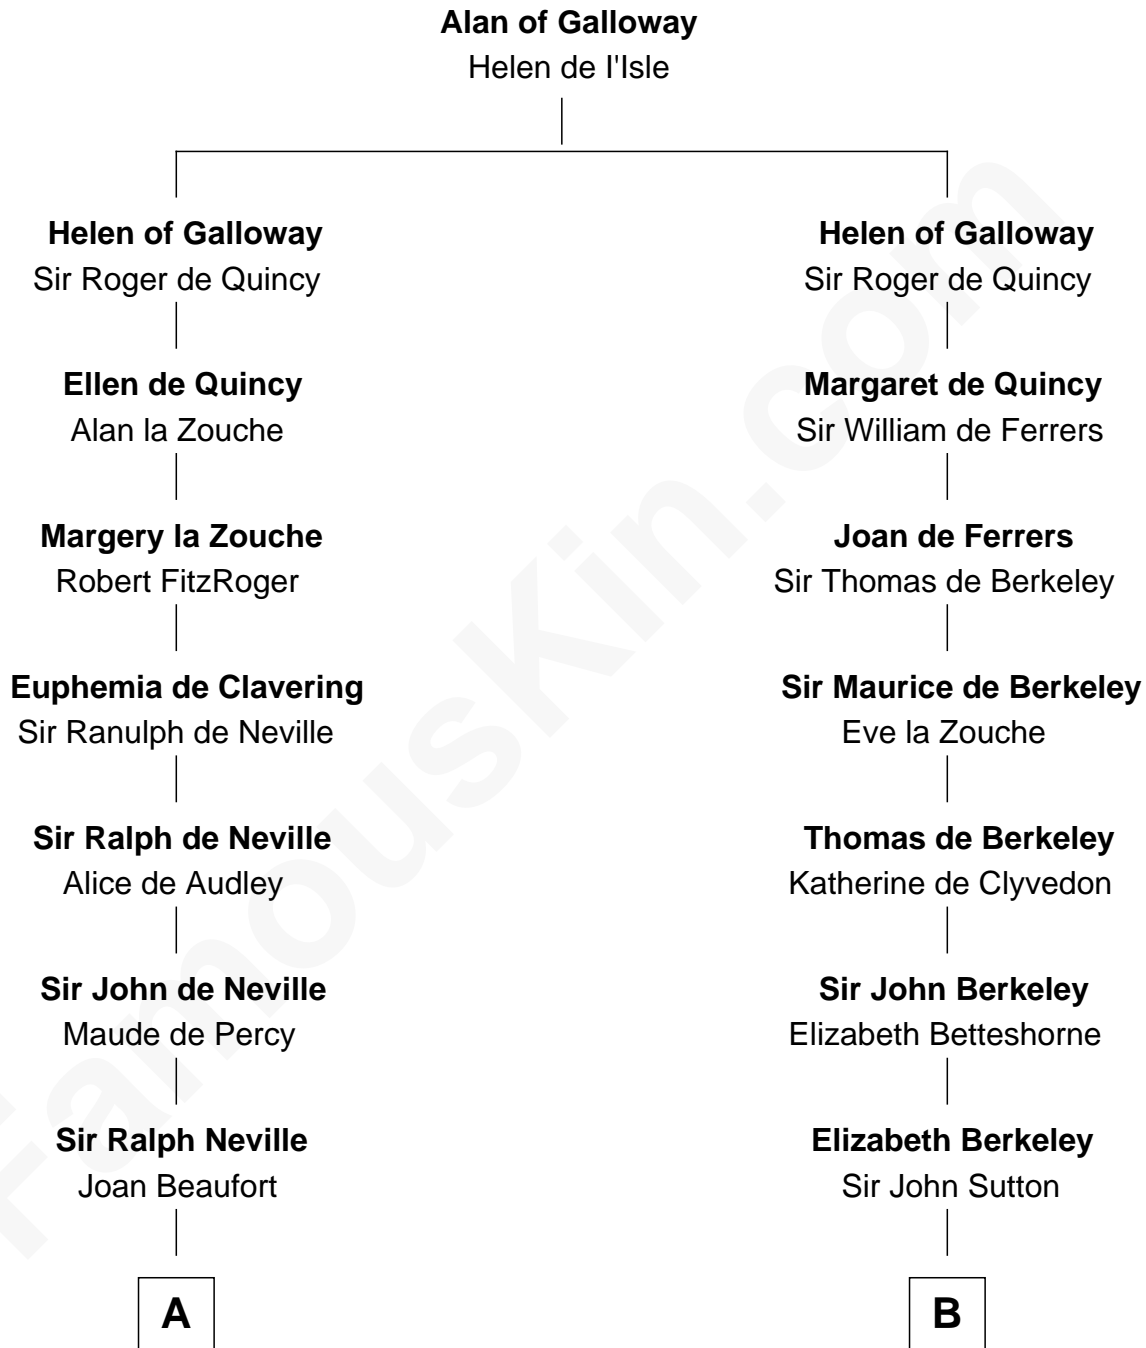 Alan of Galloway
Helen de I'Isle
Helen of Galloway
Sir Roger de Quincy
Ellen de Quincy
Alan la Zouche
Margery la Zouche
Robert FitzRoger
Euphemia de Clavering
Sir Ranulph de Neville
Sir Ralph de Neville
Alice de Audley
Sir John de Neville
Maude de Percy
Sir Ralph Neville
Joan Beaufort
A
Helen of Galloway
Sir Roger de Quincy
Margaret de Quincy
Sir William de Ferrers
Joan de Ferrers
Sir Thomas de Berkeley
Sir Maurice de Berkeley
Eve la Zouche
Thomas de Berkeley
Katherine de Clyvedon
Sir John Berkeley
Elizabeth Betteshorne
Elizabeth Berkeley
Sir John Sutton
B
FamousKin.com